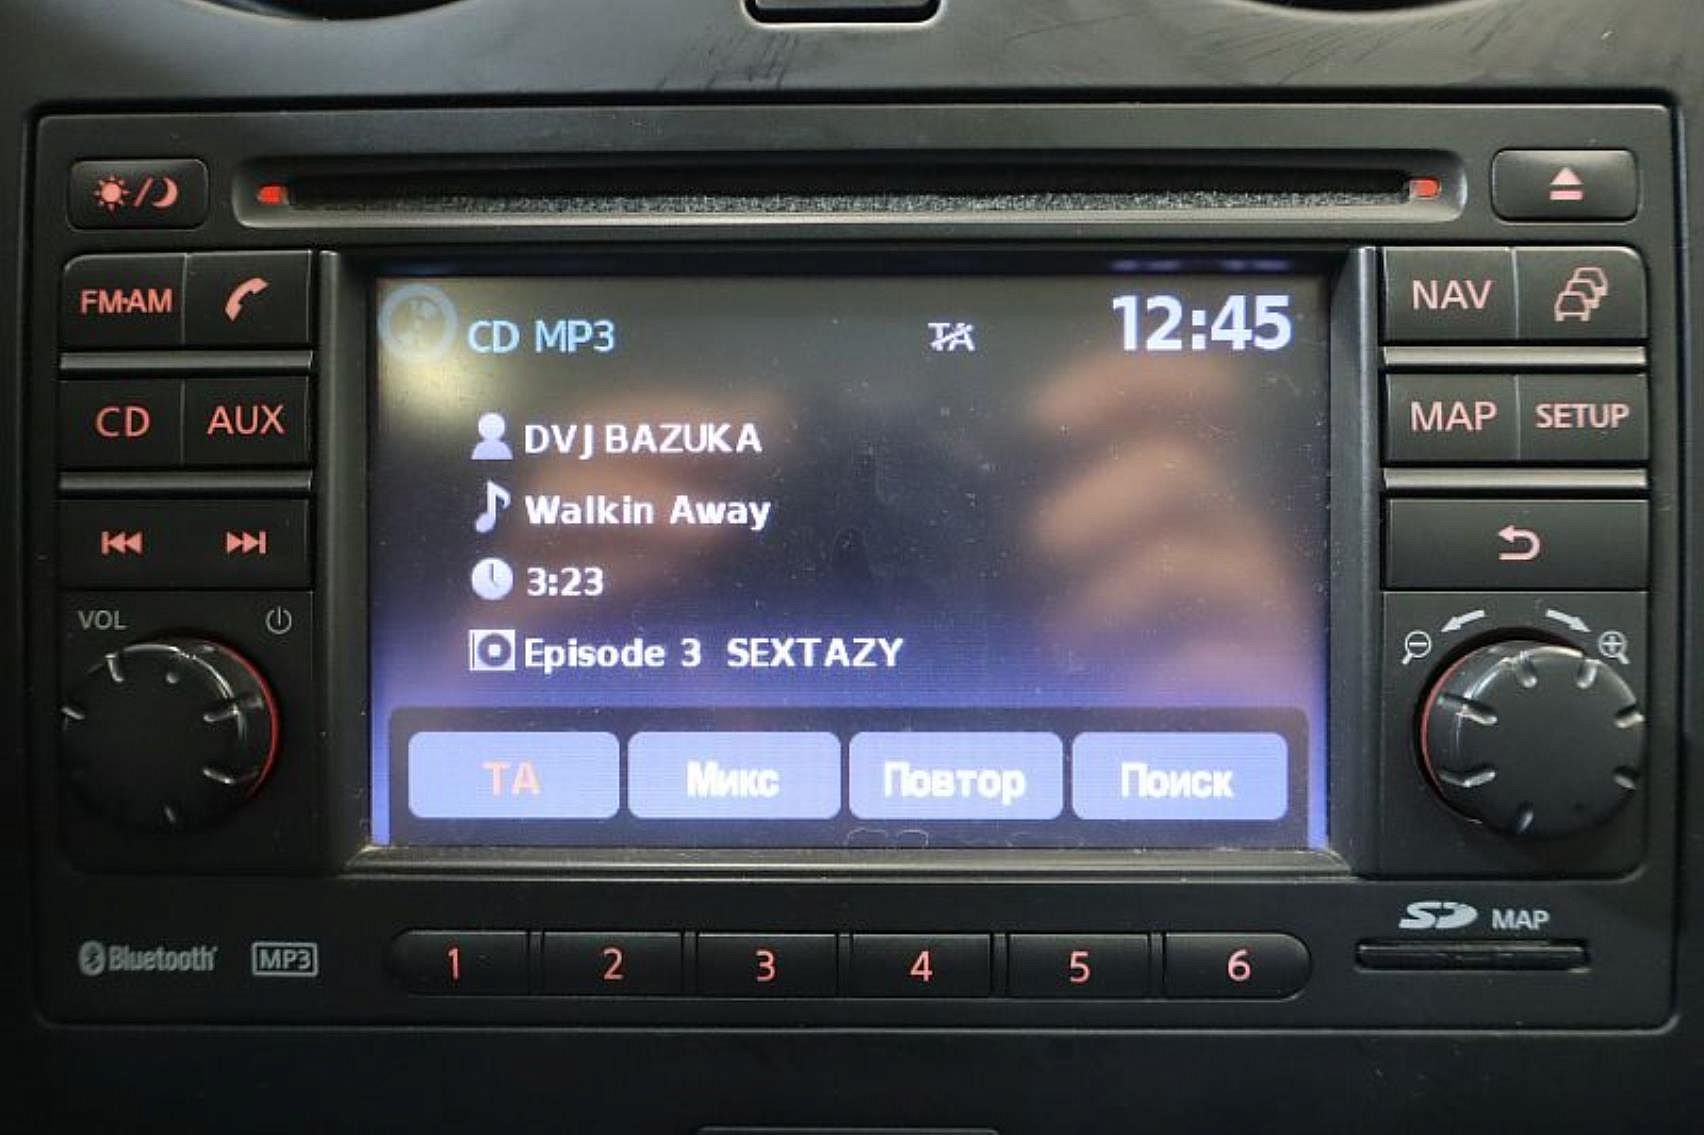 FM·AM
NAV
CD MP3
TA
12:45
CD
AUX
MAP
SETUP
DVJ BAZUKA
Walkin Away
3:23
VOL
Episode 3 SEXTAZY
TA
Микс
Повтор
Поиск
SD MAP
Bluetooth
MP3
1
2
3
4
5
6